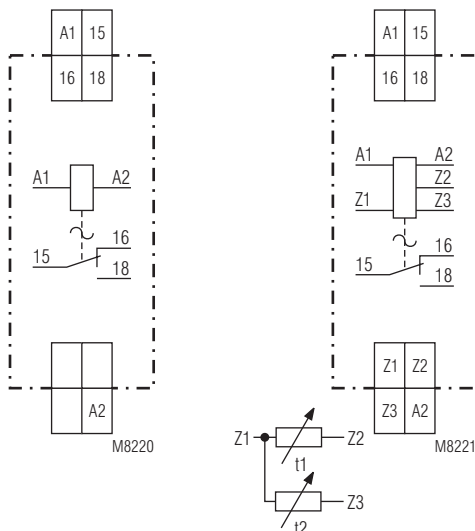 A1 15
16 18
A1 A2
15 16
18
A2
M8220
A1 15
16 18
A1 A2
Z2
Z1 Z3
15 16
18
Z1 Z2
Z3 A2
M8221
Z1 Z2
t1
Z3
t2